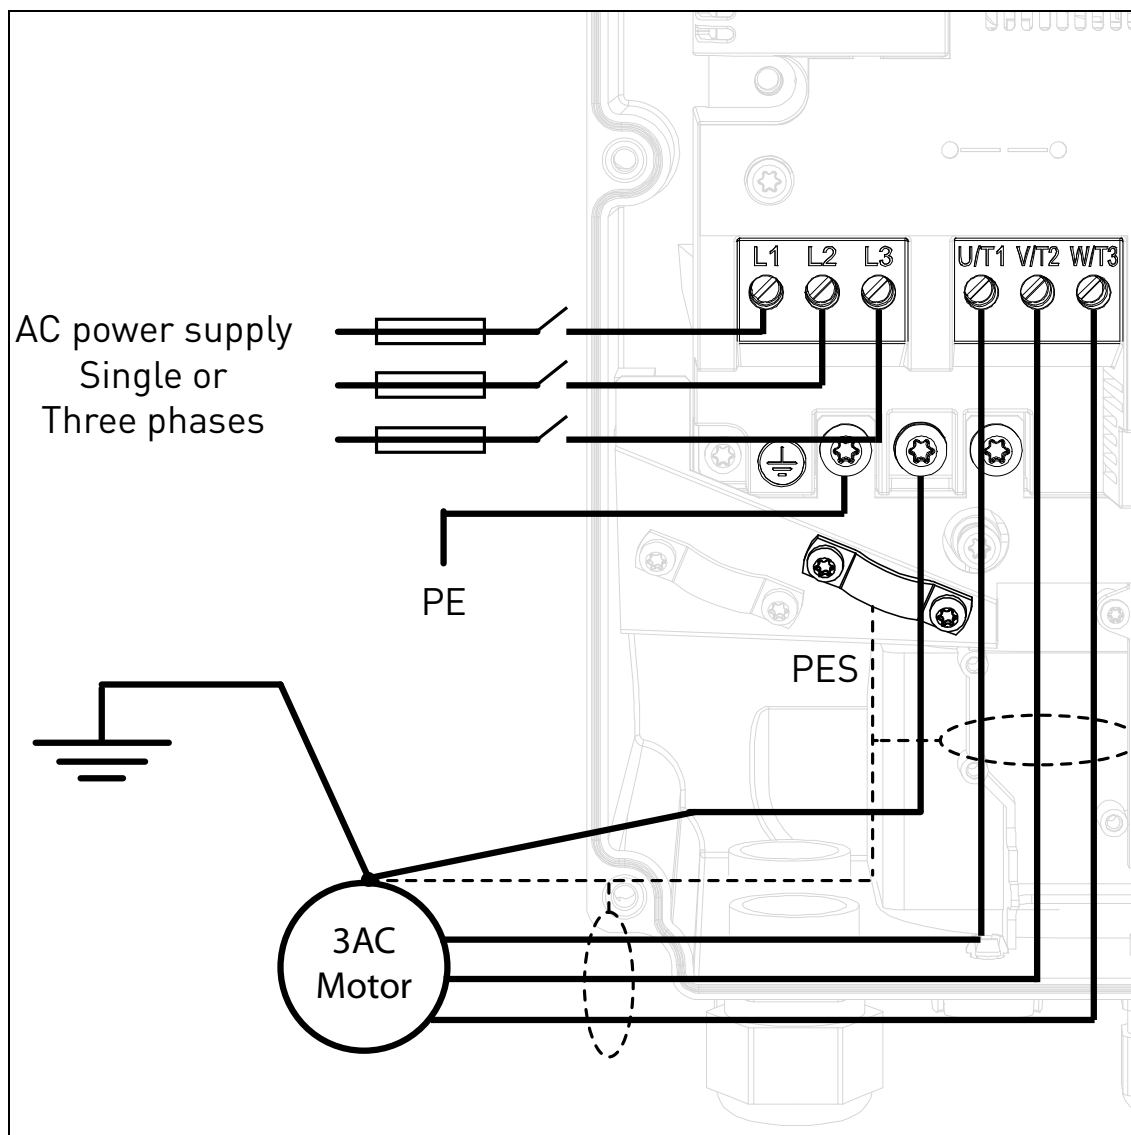 L1 L2 L3 U/T1 V/T2 W/T3
AC power supply
Single or
Three phases
PE
PES
3AC
Motor